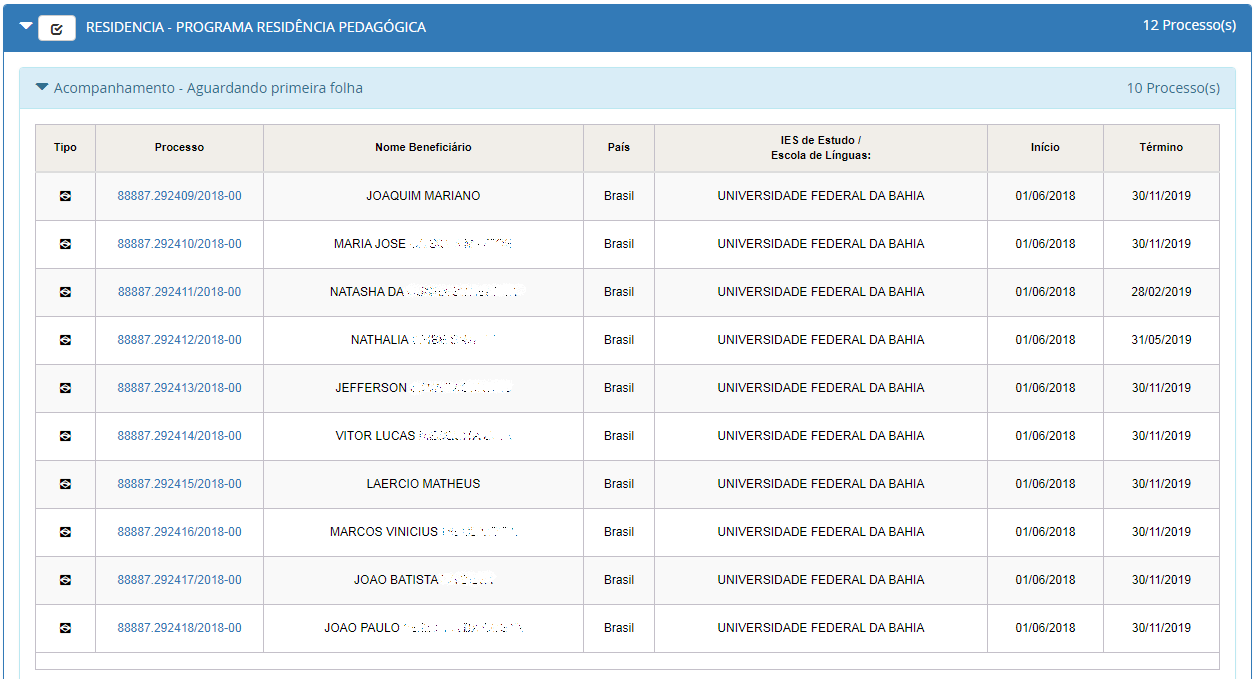 RESIDENCIA - PROGRAMA RESIDÊNCIA PEDAGÓGICA 12 Processo(s)
Acompanhamento - Aguardando primeira folha 10 Processo(s)
Tipo Processo Nome Beneficiário País IES de Estudo / Escola de Línguas: Início Término
88887.292409/2018-00 JOAQUIM MARIANO Brasil UNIVERSIDADE FEDERAL DA BAHIA 01/06/2018 30/11/2019
88887.292410/2018-00 MARIA JOSE Brasil UNIVERSIDADE FEDERAL DA BAHIA 01/06/2018 30/11/2019
88887.292411/2018-00 NATASHA DA Brasil UNIVERSIDADE FEDERAL DA BAHIA 01/06/2018 28/02/2019
88887.292412/2018-00 NATHALIA Brasil UNIVERSIDADE FEDERAL DA BAHIA 01/06/2018 31/05/2019
88887.292413/2018-00 JEFFERSON Brasil UNIVERSIDADE FEDERAL DA BAHIA 01/06/2018 30/11/2019
88887.292414/2018-00 VITOR LUCAS Brasil UNIVERSIDADE FEDERAL DA BAHIA 01/06/2018 30/11/2019
88887.292415/2018-00 LAERCIO MATHEUS Brasil UNIVERSIDADE FEDERAL DA BAHIA 01/06/2018 30/11/2019
88887.292416/2018-00 MARCOS VINICIUS Brasil UNIVERSIDADE FEDERAL DA BAHIA 01/06/2018 30/11/2019
88887.292417/2018-00 JOAO BATISTA Brasil UNIVERSIDADE FEDERAL DA BAHIA 01/06/2018 30/11/2019
88887.292418/2018-00 JOAO PAULO Brasil UNIVERSIDADE FEDERAL DA BAHIA 01/06/2018 30/11/2019